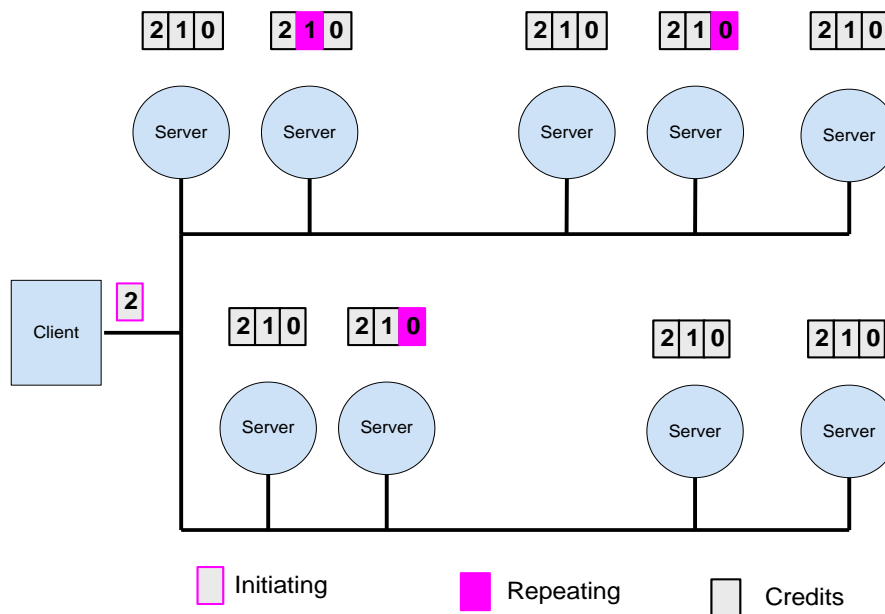 2 1 0 2 1 0 2 1 0 2 1 0 2 1 0
Server Server Server Server Server
2
Client
2 1 0 2 1 0 2 1 0 2 1 0
Server Server Server Server
Initiating Repeating Credits